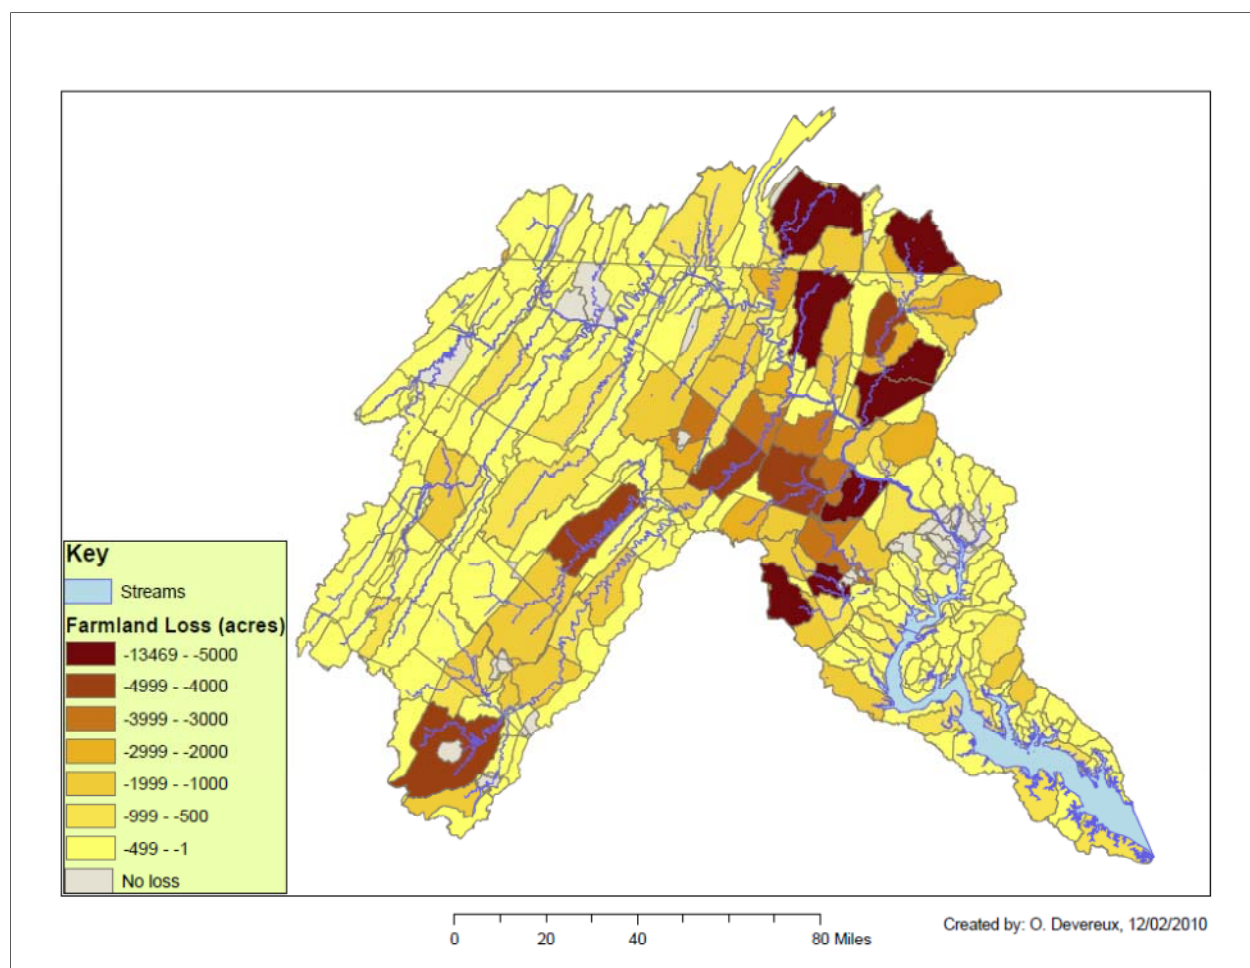 Key
Streams
Farmland Loss (acres)
-13469 - -5000
-4999 - -4000
-3999 - -3000
-2999 - -2000
-1999 - -1000
-999 - -500
-499 - -1
No loss
0 20 40 80 Miles
Created by: O. Devereux, 12/02/2010